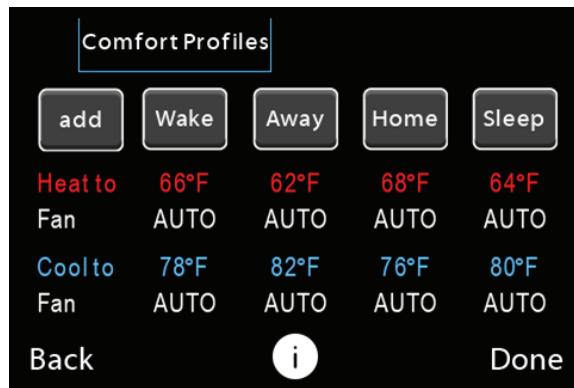 Comfort Profiles
add Wake Away Home Sleep
Heat to 66°F 62°F 68°F 64°F
Fan AUTO AUTO AUTO AUTO
Cool to 78°F 82°F 76°F 80°F
Fan AUTO AUTO AUTO AUTO
Back i Done